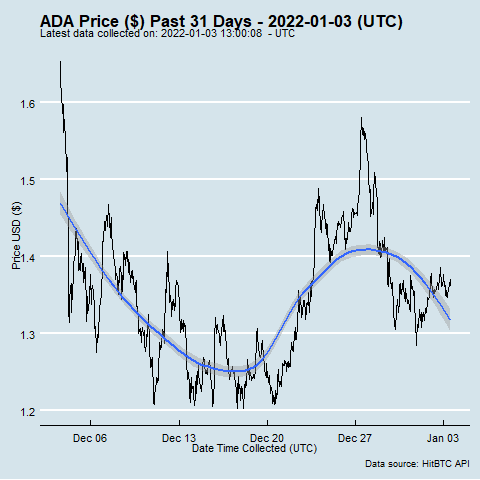 ADA Price ($) Past 31 Days - 2022-01-03 (UTC)
Latest data collected on: 2022-01-03 13:00:08  - UTC
1.6
1.5
1.4
1.3
1.2
Price USD ($)
Dec 06 Dec 13 Dec 20 Dec 27 Jan 03
Date Time Collected (UTC)
Data source: HitBTC API